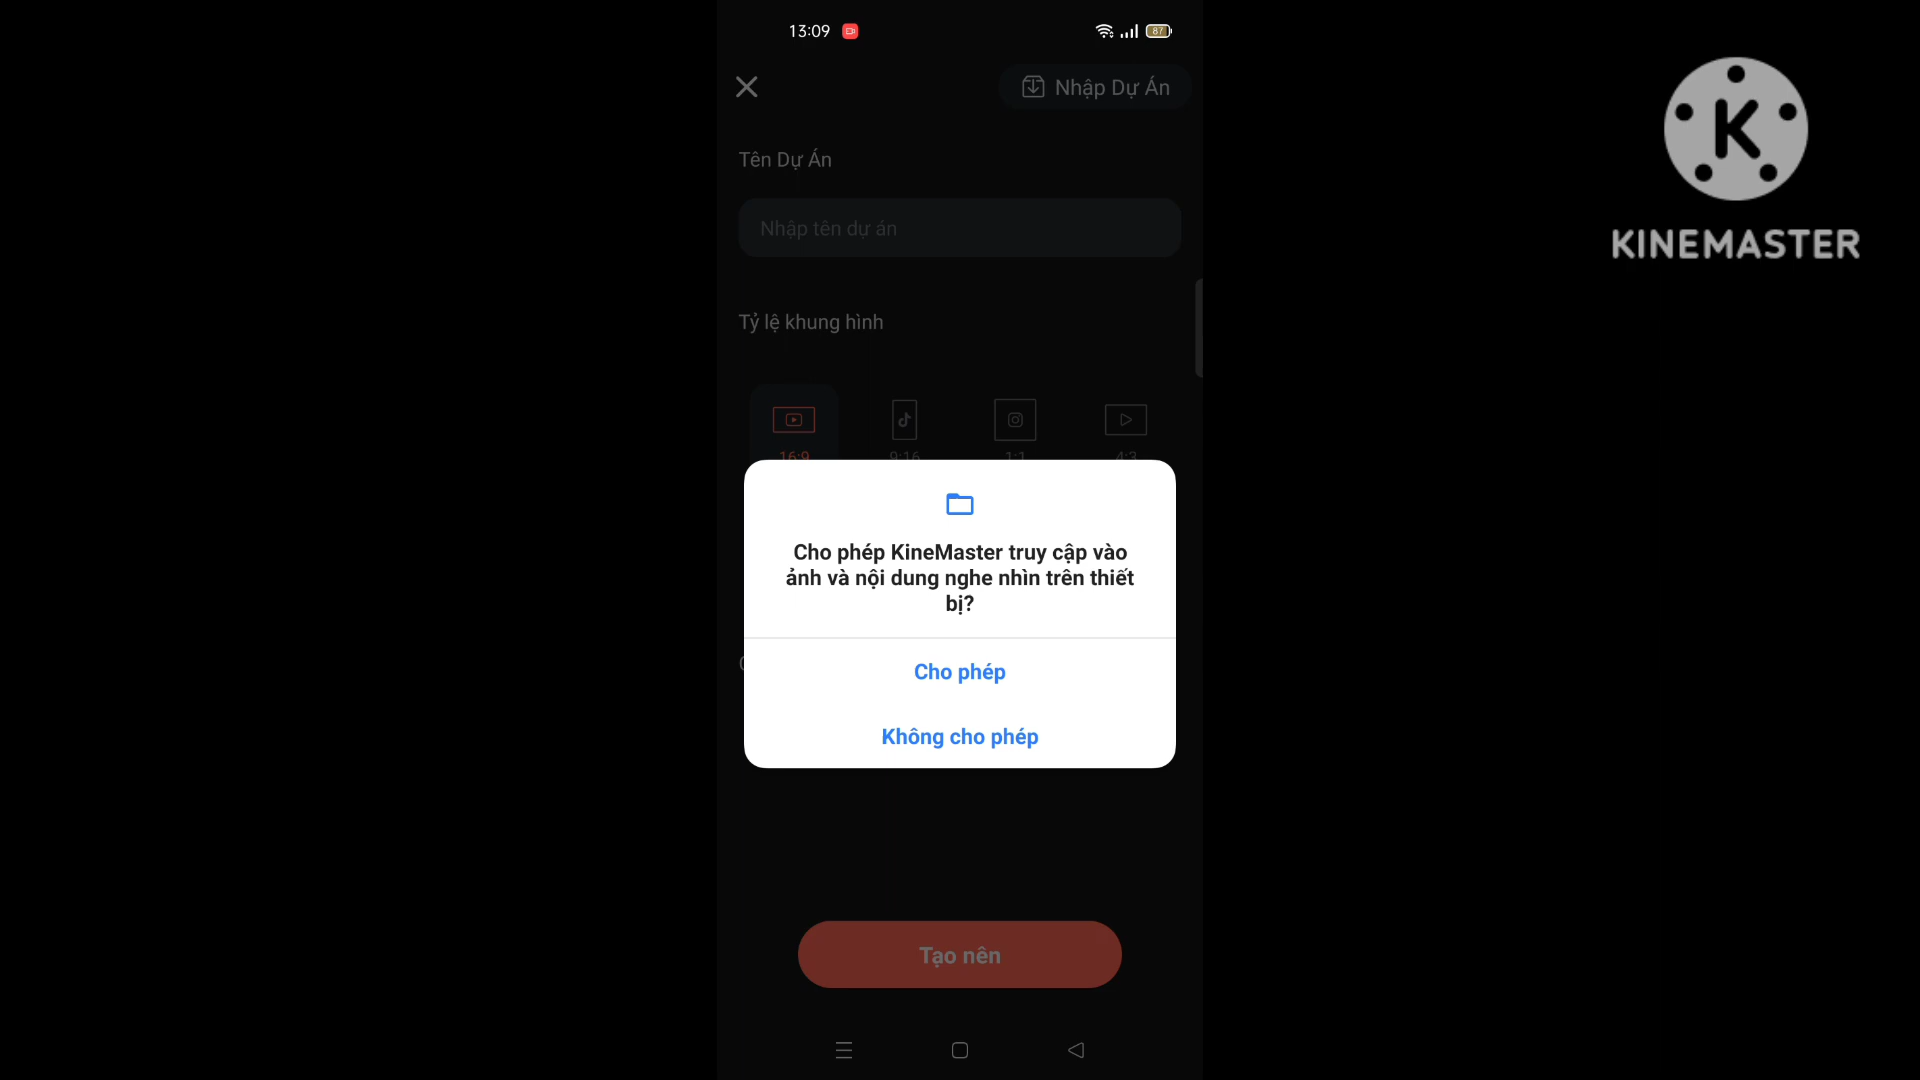 13:09
87
Nhập Dự Án
KINEMASTER
Tên Dự Án
Nhập tên dự án
Tỷ lệ khung hình
16:9 9:16 1:1 4:3
Cho phép KineMaster truy cập vào
ảnh và nội dung nghe nhìn trên thiết
bị?
Cho phép
Không cho phép
Tạo nên